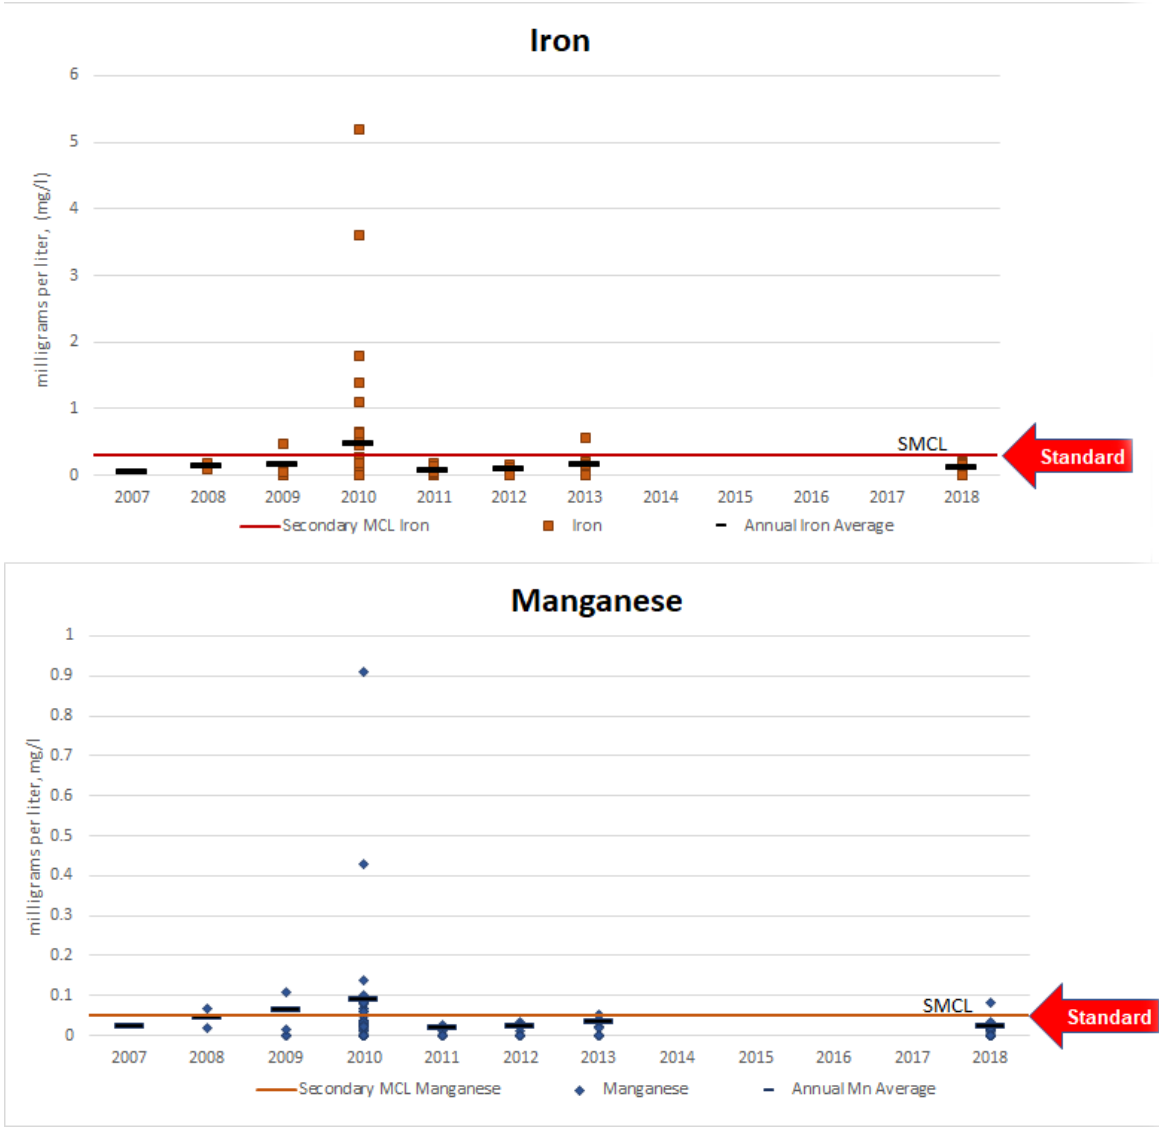 Iron
6
5
4
3
2
1
0
milligrams per liter, (mg/l)
SMCL
Standard
2007 2008 2009 2010 2011 2012 2013 2014 2015 2016 2017 2018
Secondary MCL Iron Iron Annual Iron Average
Manganese
1
0.9
0.8
0.7
0.6
0.5
0.4
0.3
0.2
0.1
0
milligrams per liter, mg/l
SMCL
Standard
2007 2008 2009 2010 2011 2012 2013 2014 2015 2016 2017 2018
Secondary MCL Manganese Manganese Annual Mn Average